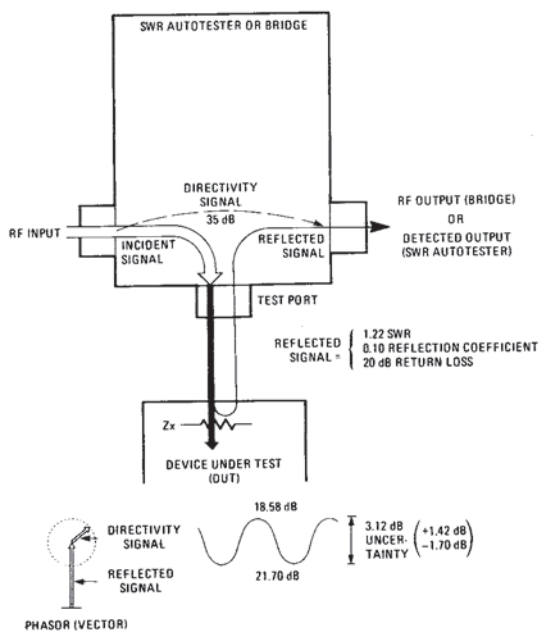 SWR AUTOTESTER OR BRIDGE
DIRECTIVITY
SIGNAL
35 dB
RF INPUT
INCIDENT
SIGNAL
REFLECTED
SIGNAL
RF OUTPUT (BRIDGE)
OR
DETECTED OUTPUT
(SWR AUTOTESTER)
TEST PORT
REFLECTED
SIGNAL =
1.22 SWR
0.10 REFLECTION COEFFICIENT
20 dB RETURN LOSS
Zx
DEVICE UNDER TEST
(DUT)
DIRECTIVITY
SIGNAL
REFLECTED
SIGNAL
PHASOR (VECTOR)
18.58 dB
21.70 dB
3.12 dB
UNCER-
TAINTY
+1.42 dB
-1.70 dB